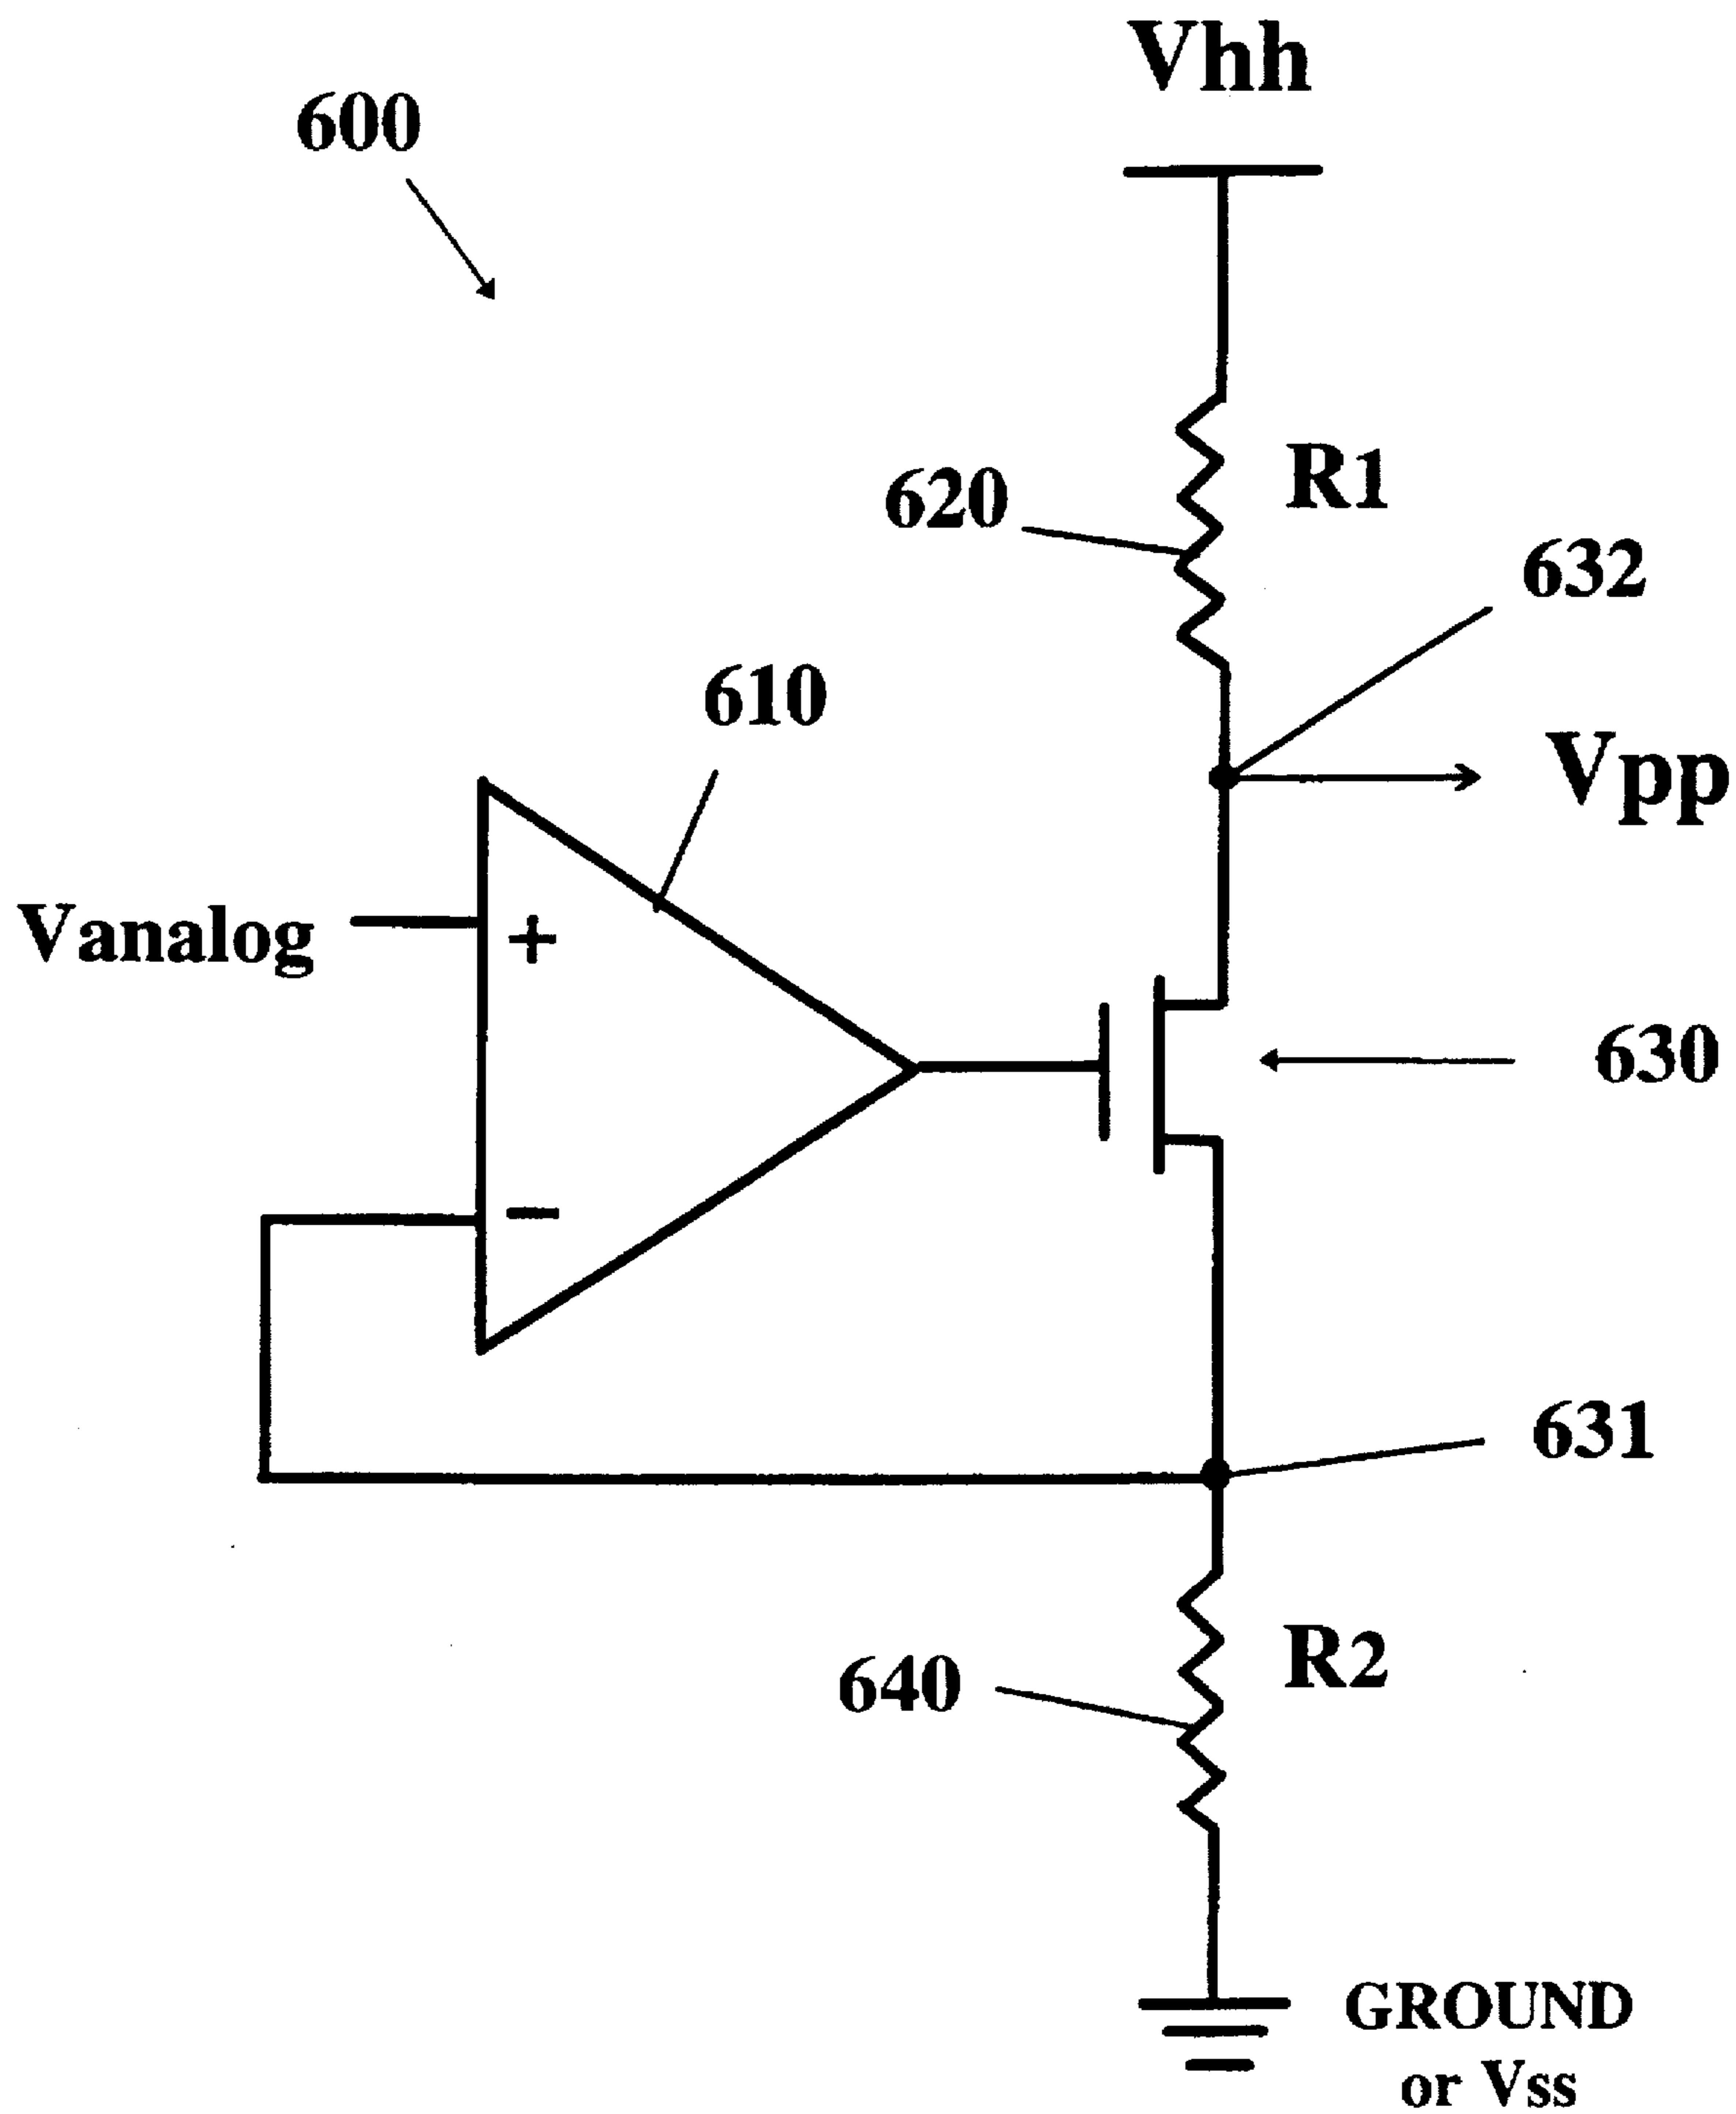 Vhh
600
R1
620
632
610
Vpp
Vanalog
+
630
−
631
R2
640
GROUND
or Vss